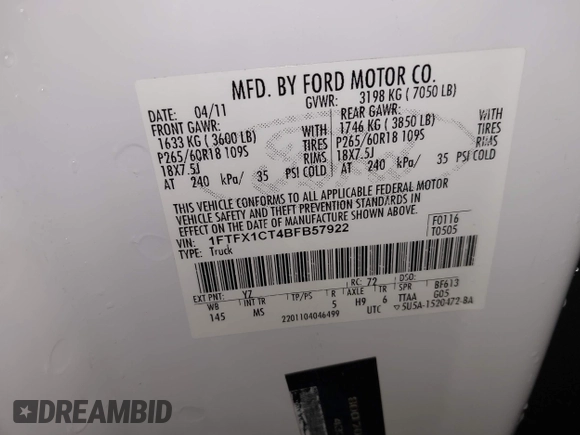 MFD. BY FORD MOTOR CO.
DATE: 04/11 GVWR: 3198 KG ( 7050 LB)
FRONT GAWR: REAR GAWR:
1633 KG ( 3600 LB) 1746 KG ( 3850 LB)
P265/60R18 109S TIRES P265/60R18 109S TIRES
18X7.5J RIMS 18X7.5J RIMS
AT 240 kPa/ 35 PSI COLD AT 240 kPa/ 35 PSI COLD
THIS VEHICLE CONFORMS TO ALL APPLICABLE FEDERAL MOTOR
VEHICLE SAFETY AND THEFT PREVENTION STANDARDS IN
EFFECT ON THE DATE OF MANUFACTURE SHOWN ABOVE.
VIN: 1FTFX1CT4BFB57922 F0116
TYPE: Truck T0505
EXT PNT: YZ RC: 72 DSO:
WB INT TR TP/PS R AXLE TR SPR BF613
145 MS 5 H9 6 TTAA G05
2201104046499 UTC 5U5A-1520472-BA
DREAMBID